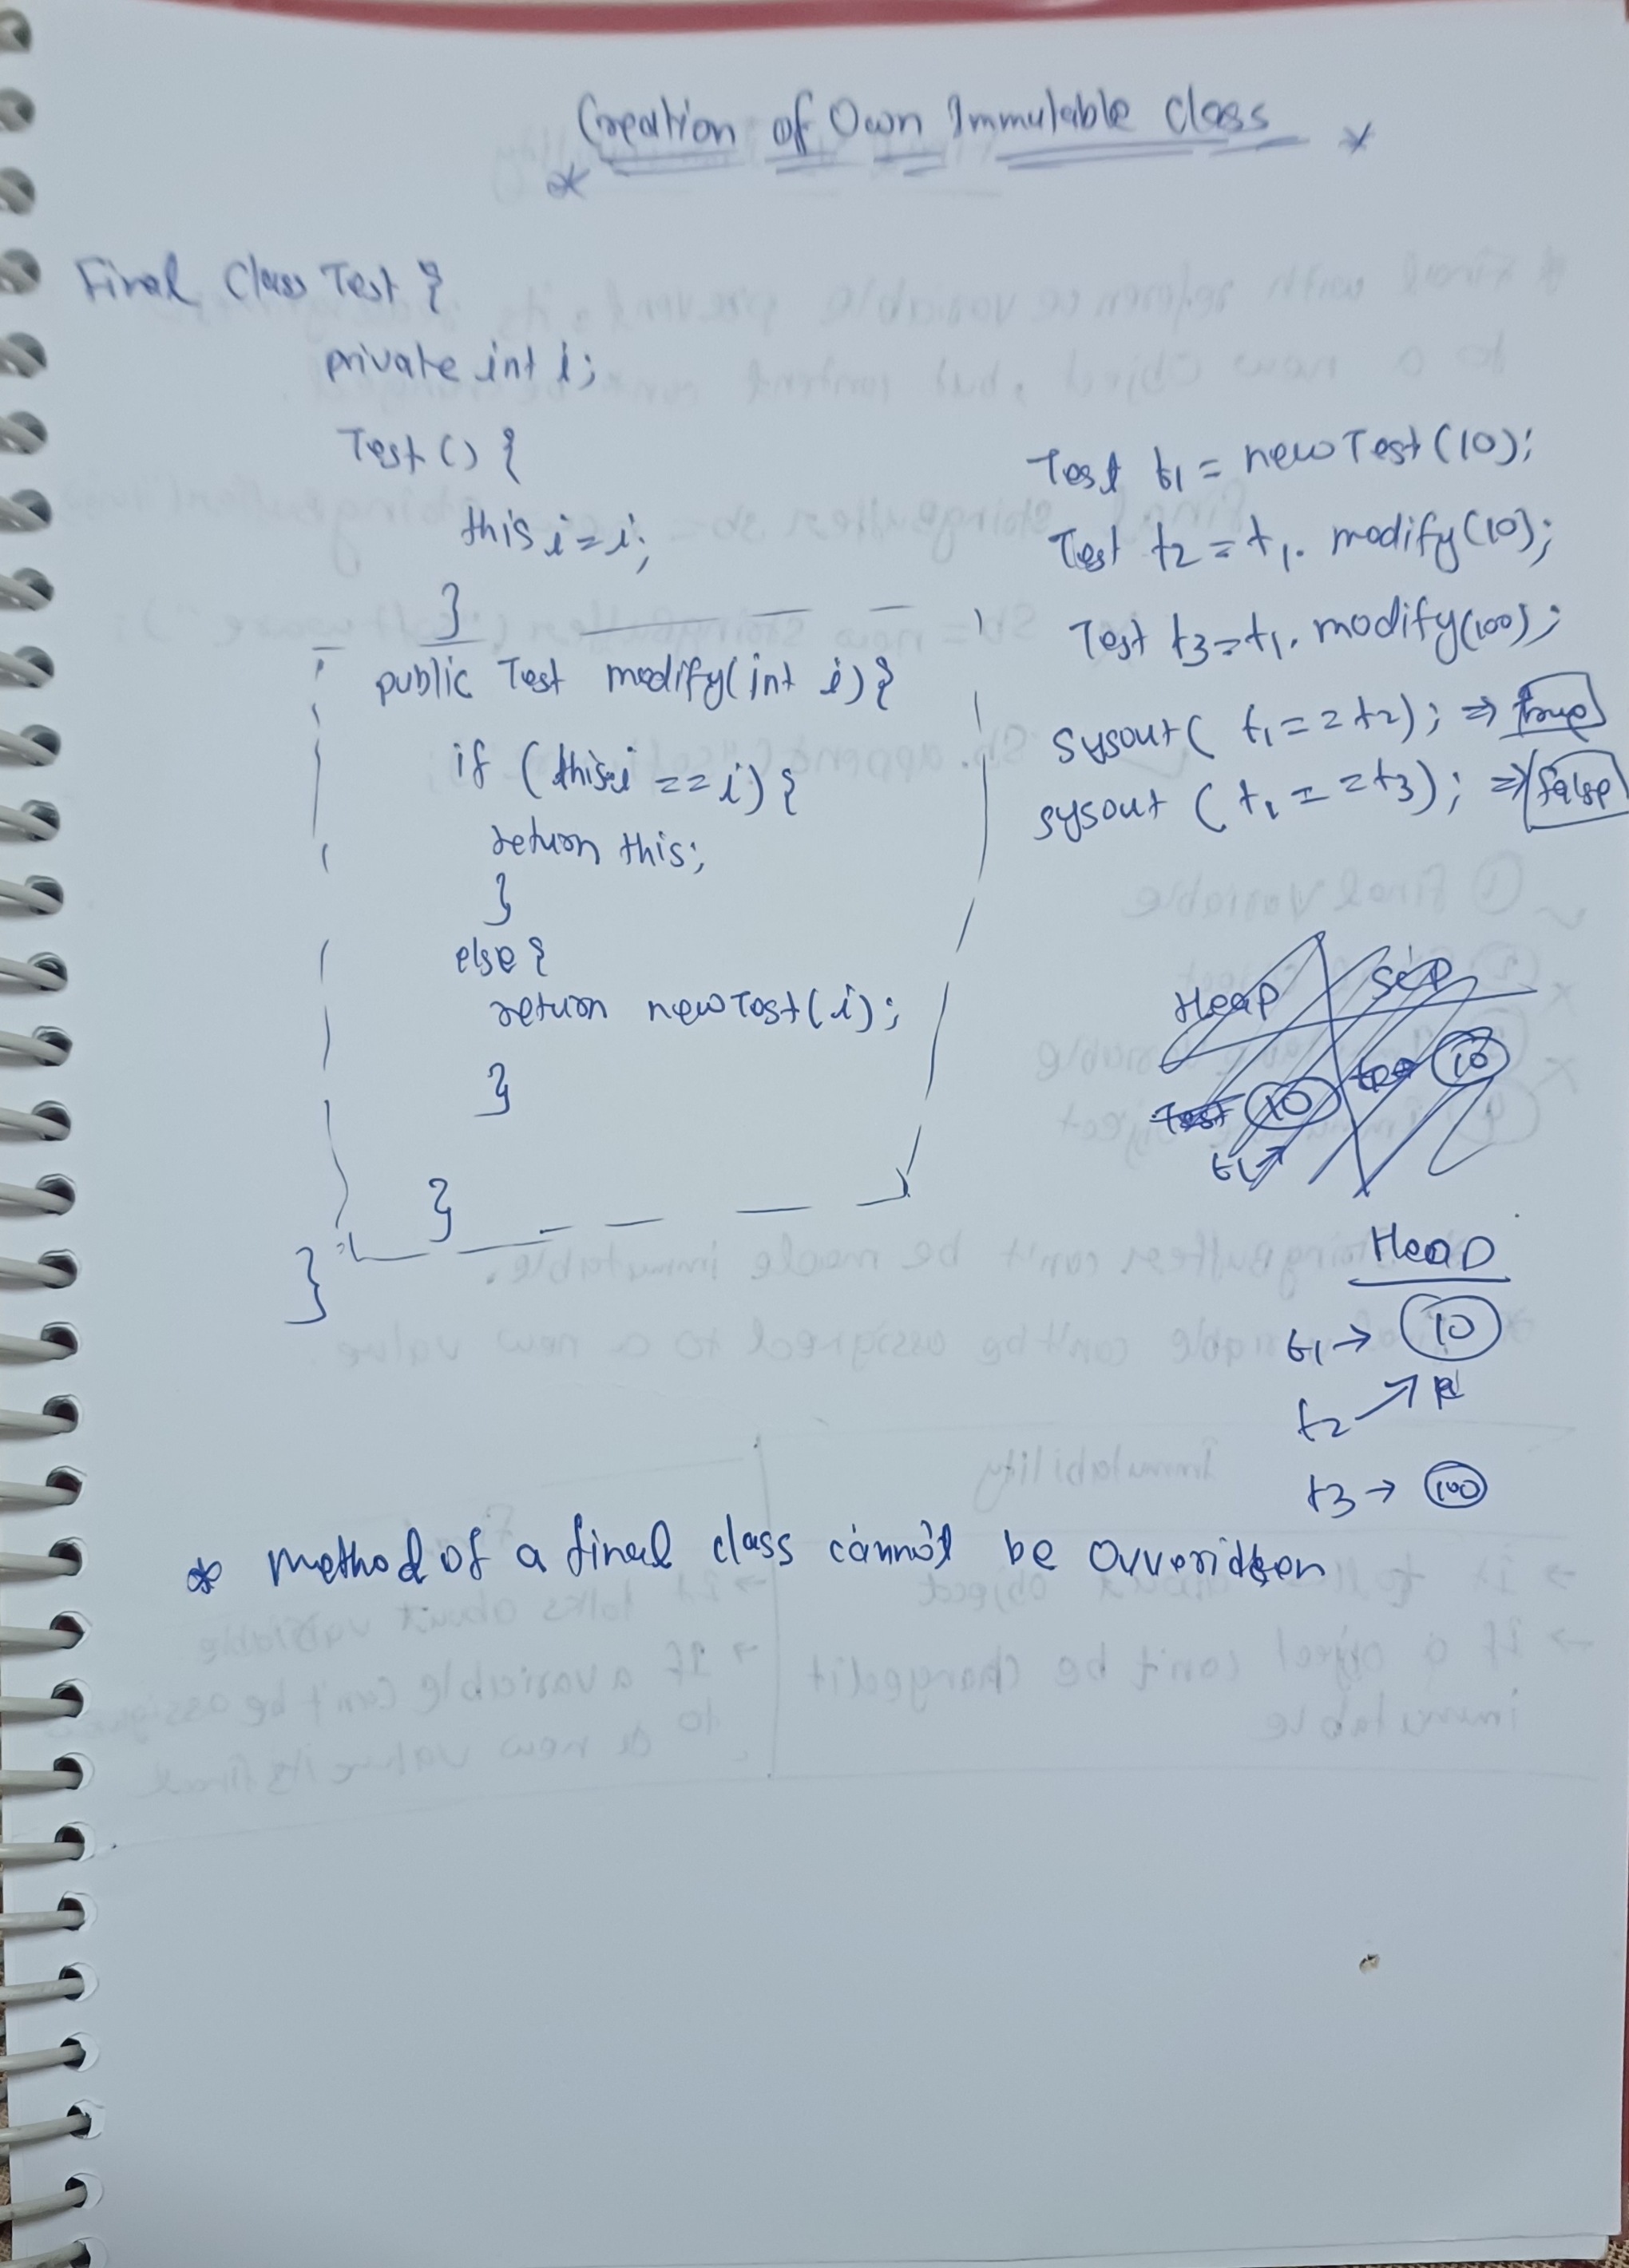 Creation of Own Immutable Class
Final Class Test {
private int i;
Test () {
this i = i;
}
public Test modify(int i) {
if (this.i == i) {
return this;
}
else {
return new Test(i);
}
}
}
Test t1 = new Test (10);
Test t2 = t1. modify(10);
Test t3 = t1. modify(100);
sysout ( t1 == t2); ⇒ true
sysout ( t1 == t3); ⇒ false
Heap SCP
Test 10 10
t1 ↗
Heap
t1 → 10
t2 ↗
t3 → 100
* Method of a final class cannot be Ovveridden